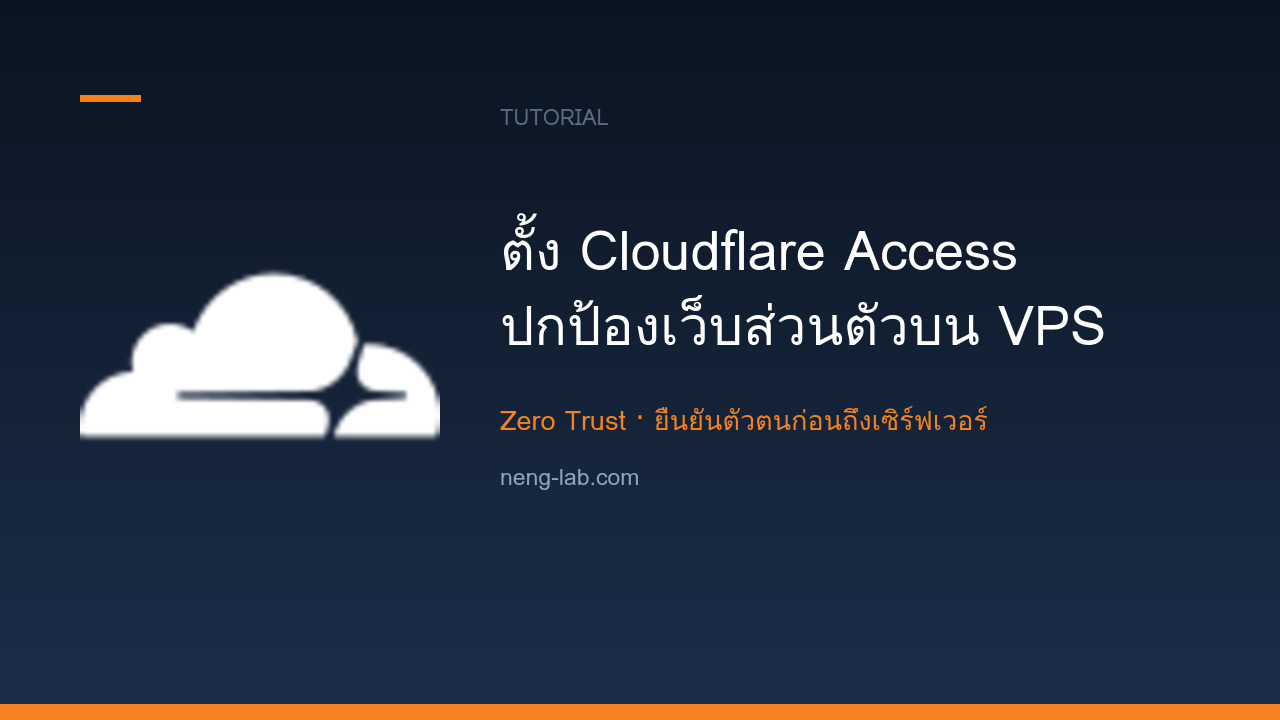 TUTORIAL
ตั้ง Cloudflare Access
ปกป้องเว็บส่วนตัวบน VPS
Zero Trust · ยืนยันตัวตนก่อนถึงเซิร์ฟเวอร์
neng-lab.com